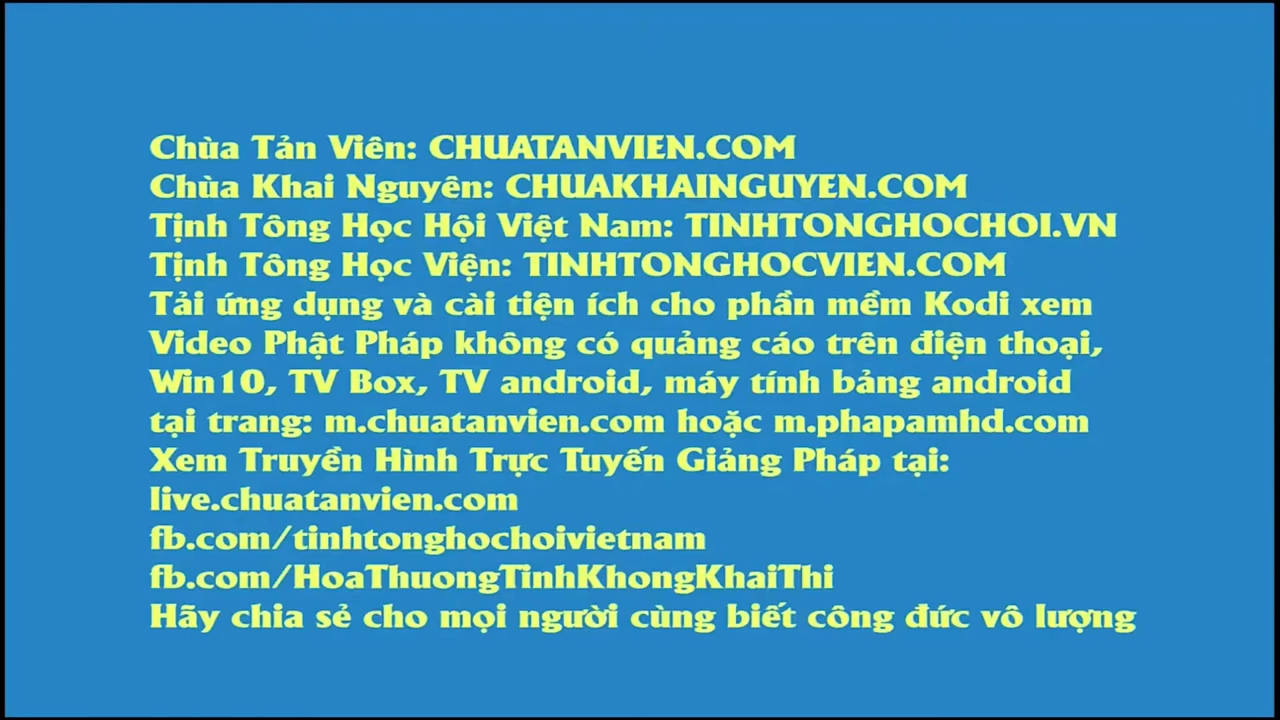 Chùa Tản Viên: CHUATANVIEN.COM
Chùa Khai Nguyên: CHUAKHAINGUYEN.COM
Tịnh Tông Học Hội Việt Nam: TINHTONGHOCHOI.VN
Tịnh Tông Học Viện: TINHTONGHOCVIEN.COM
Tải ứng dụng và cài tiện ích cho phần mềm Kodi xem
Video Phật Pháp không có quảng cáo trên điện thoại,
Win10, TV Box, TV android, máy tính bảng android
tại trang: m.chuatanvien.com hoặc m.phapamhd.com
Xem Truyền Hình Trực Tuyến Giảng Pháp tại:
live.chuatanvien.com
fb.com/tinhtonghochoivietnam
fb.com/HoaThuongTinhKhongKhaiThi
Hãy chia sẻ cho mọi người cùng biết công đức vô lượng